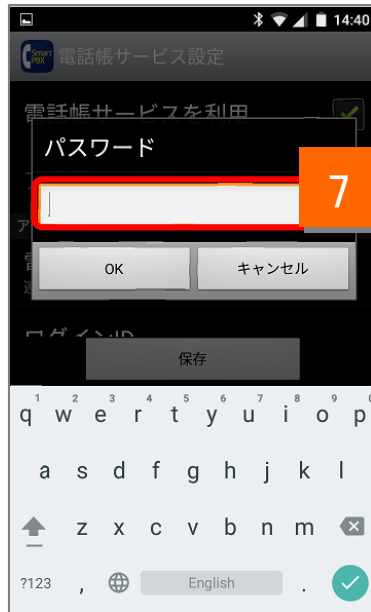 14:40
Smart PBX 電話帳サービス設定
電話帳サービスを利用
パスワード
7
OK キャンセル
ログインID
保存
1 2 3 4 5 6 7 8 9 0
q w e r t y u i o p
a s d f g h j k l
z x c v b n m
?123 , English .